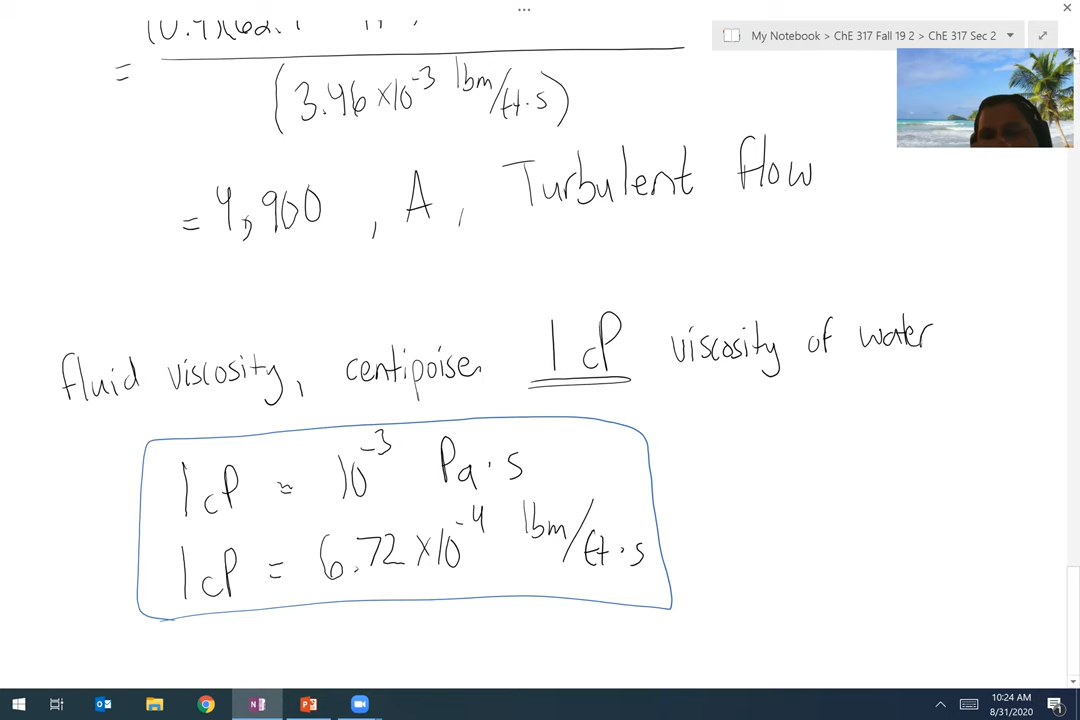 My Notebook > ChE 317 Fall 19 2 > ChE 317 Sec 2
=
(3.46 × 10⁻³ lbm/ft·s)
= 4,900 , A , Turbulent flow
fluid viscosity, centipoise. 1 cP viscosity of water
1 cP = 10⁻³ Pa·s
1 cP = 6.72 × 10⁻⁴ lbm/ft·s
10:24 AM
8/31/2020